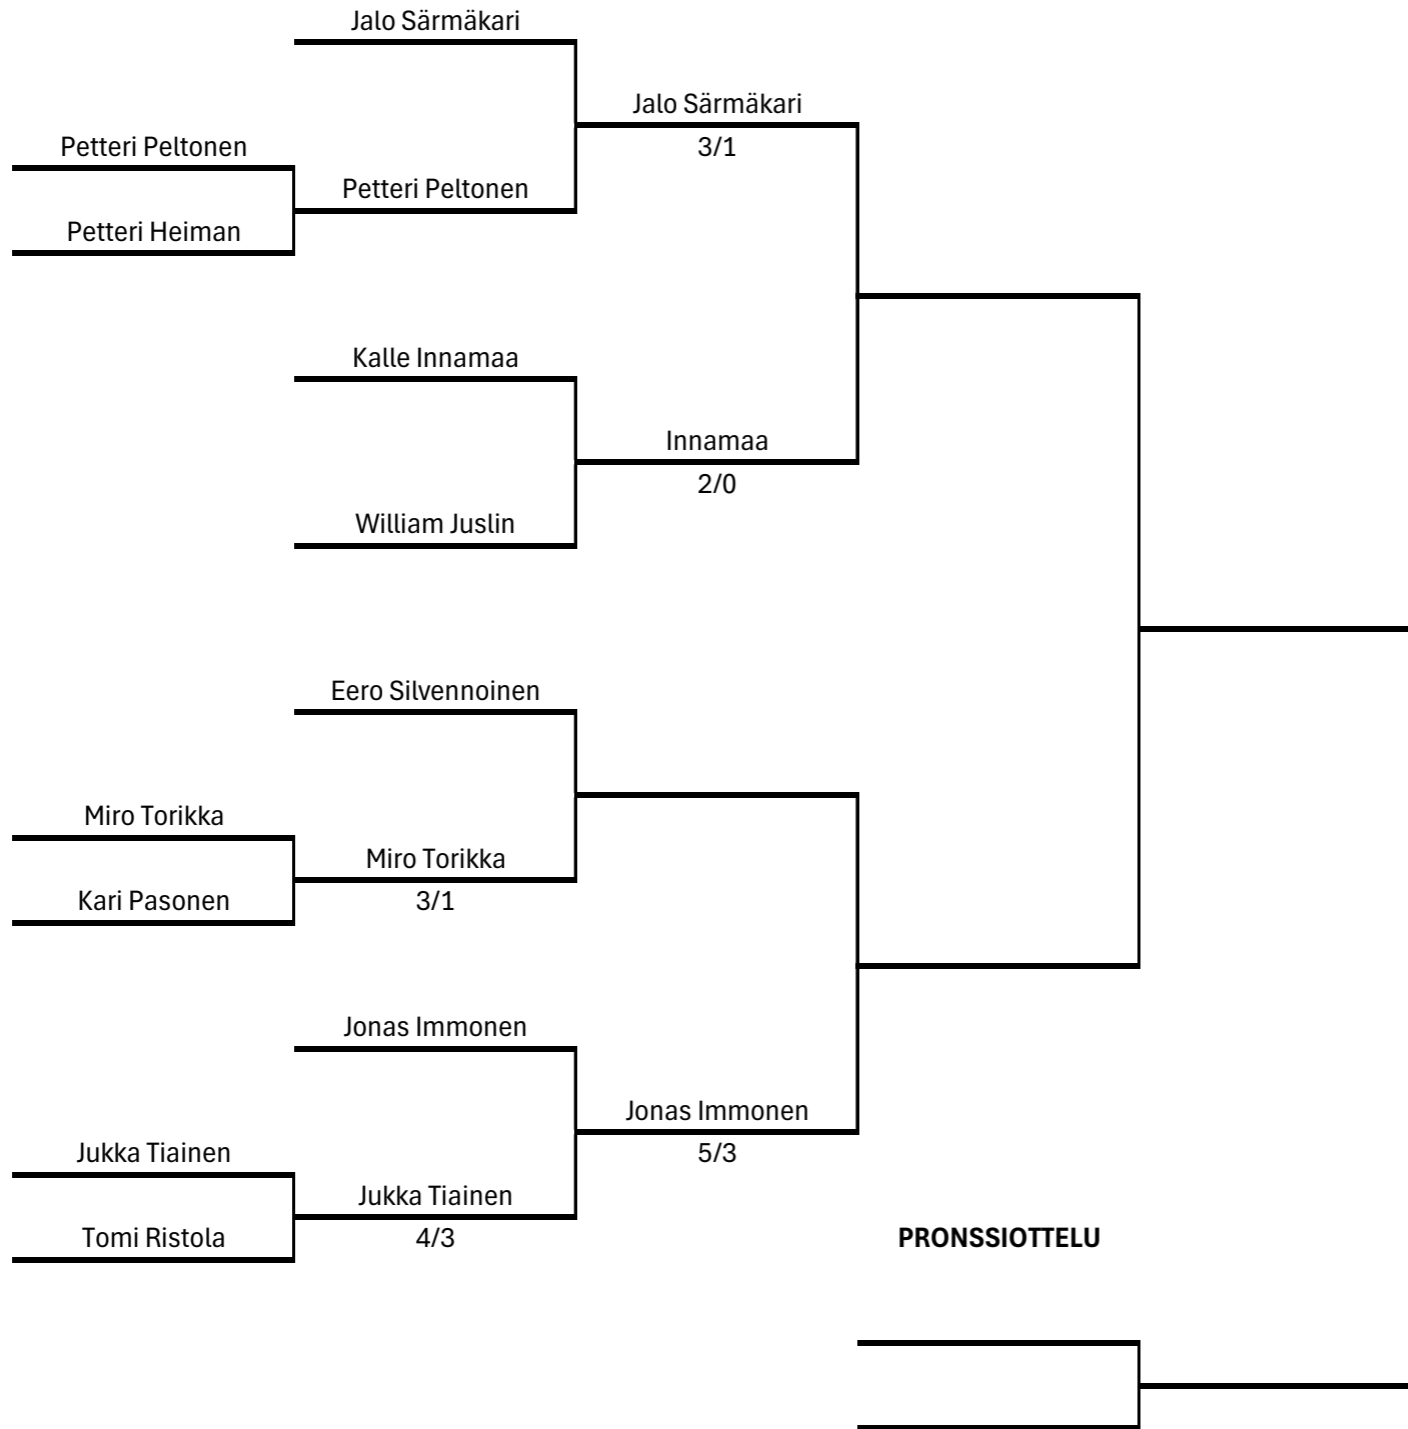 Jalo Särmäkari
Jalo Särmäkari
3/1
Petteri Peltonen
Petteri Peltonen
Petteri Heiman
Kalle Innamaa
Innamaa
2/0
William Juslin
Eero Silvennoinen
Miro Torikka
Miro Torikka
Kari Pasonen
3/1
Jonas Immonen
Jonas Immonen
5/3
Jukka Tiainen
Jukka Tiainen
Tomi Ristola
4/3
PRONSSIOTTELU